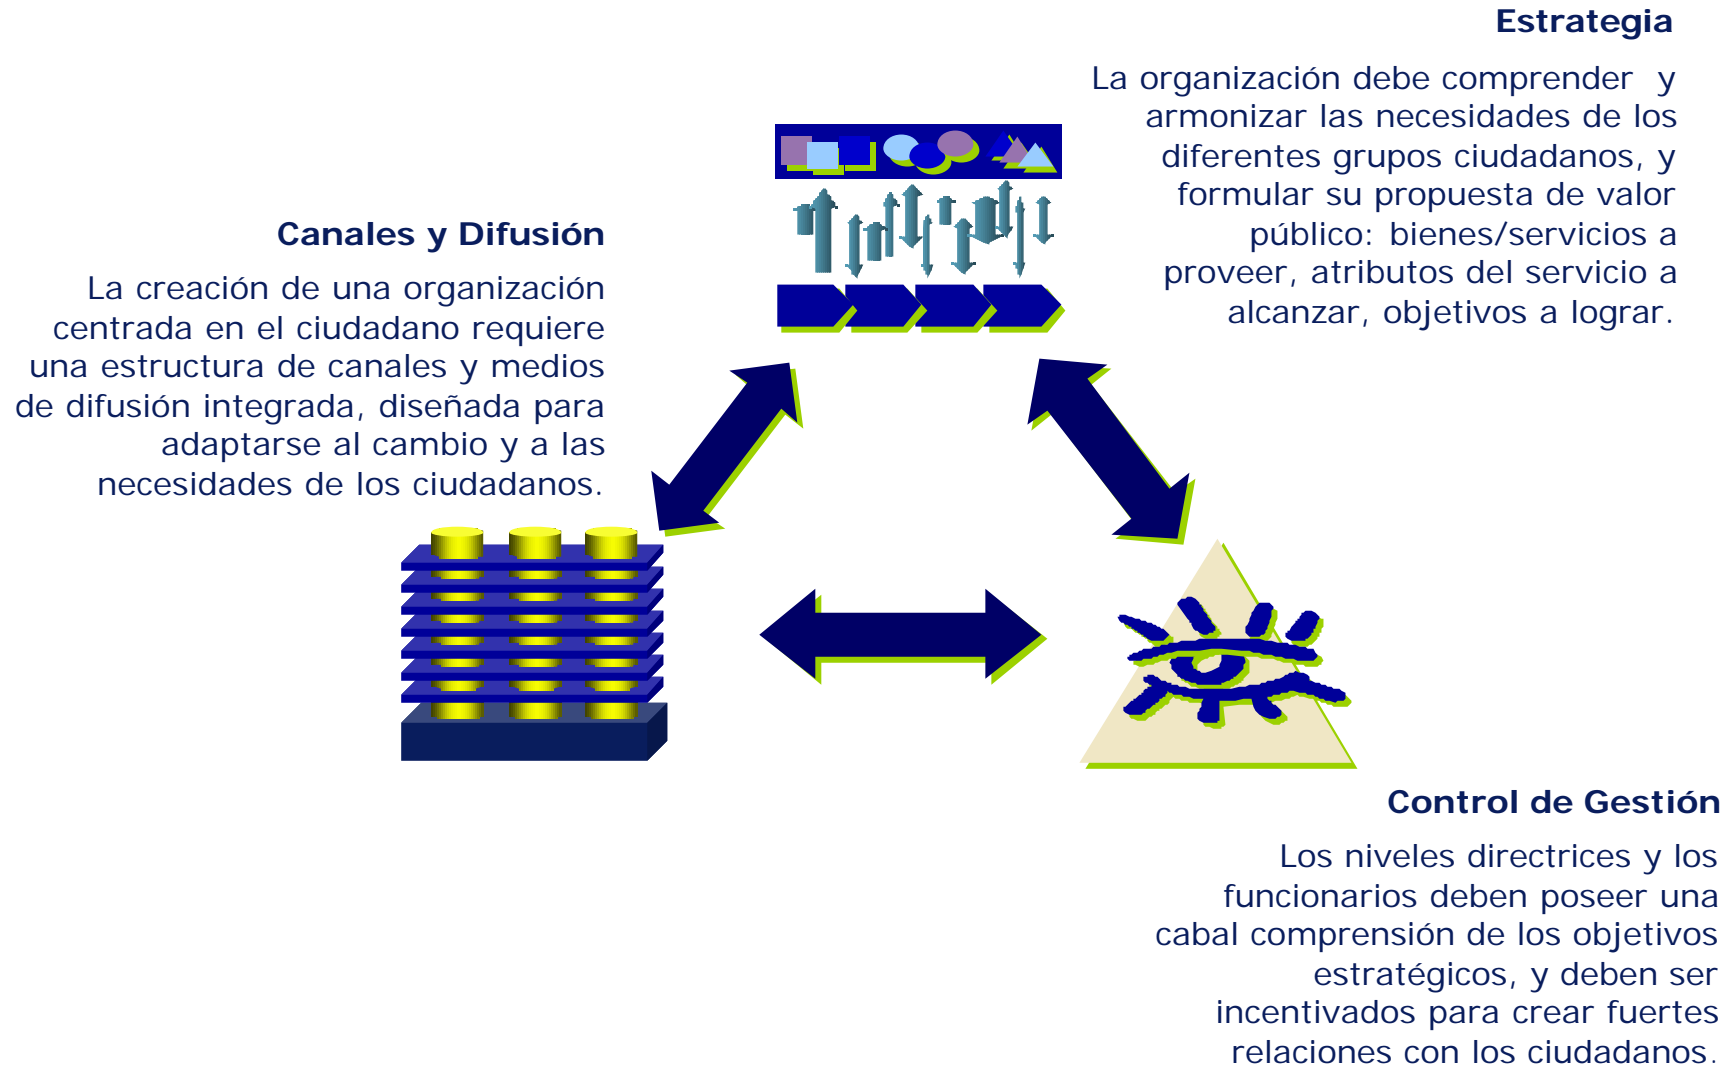 Estrategia
La organización debe comprender y
armonizar las necesidades de los
diferentes grupos ciudadanos, y
formular su propuesta de valor
público: bienes/servicios a
proveer, atributos del servicio a
alcanzar, objetivos a lograr.
Canales y Difusión
La creación de una organización
centrada en el ciudadano requiere
una estructura de canales y medios
de difusión integrada, diseñada para
adaptarse al cambio y a las
necesidades de los ciudadanos.
Control de Gestión
Los niveles directrices y los
funcionarios deben poseer una
cabal comprensión de los objetivos
estratégicos, y deben ser
incentivados para crear fuertes
relaciones con los ciudadanos.